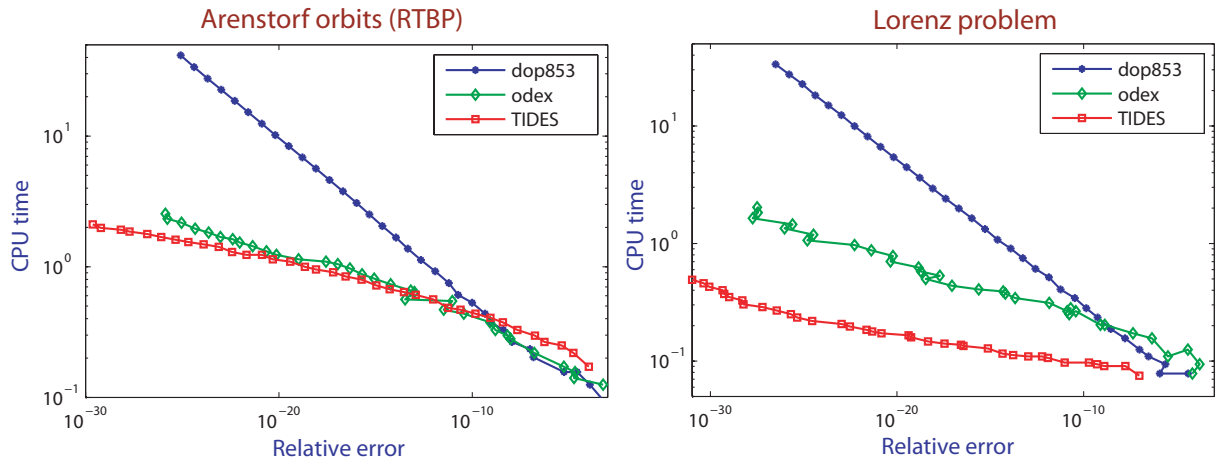 Arenstorf orbits (RTBP)
dop853
odex
TIDES
10^1
10^0
10^-1
CPU time
10^-30
10^-20
10^-10
Relative error
Lorenz problem
dop853
odex
TIDES
10^1
10^0
10^-1
CPU time
10^-30
10^-20
10^-10
Relative error